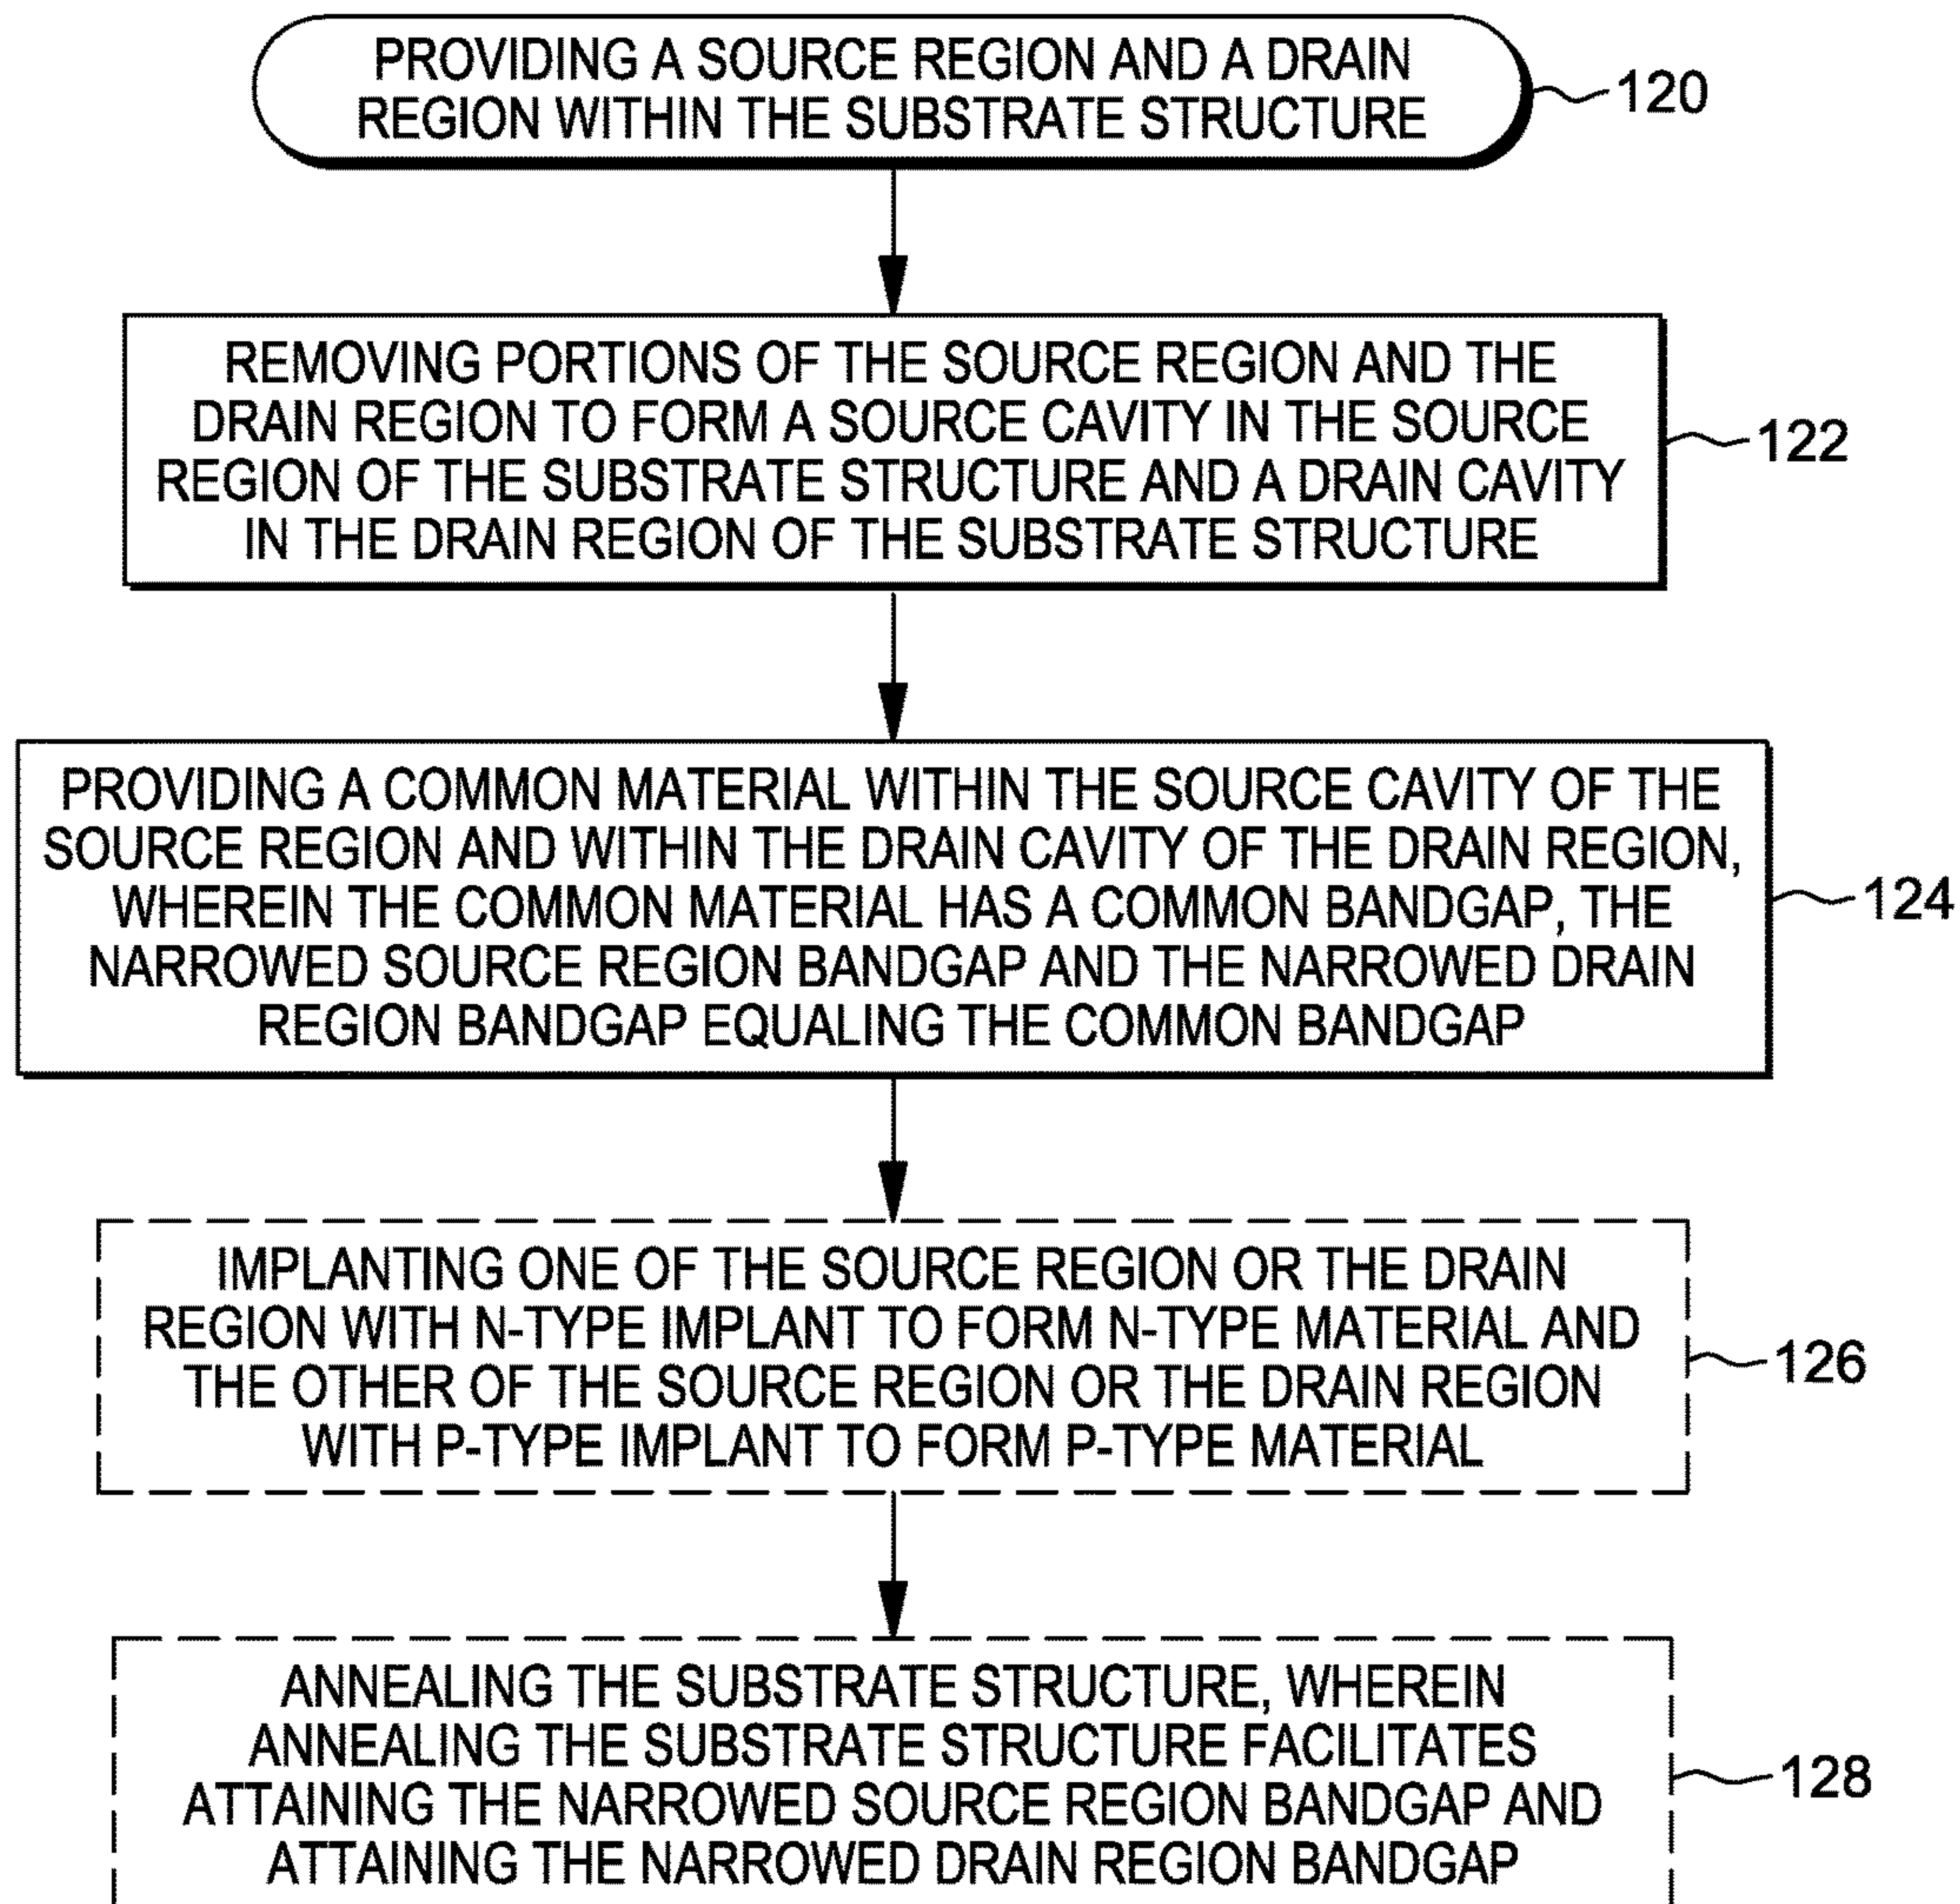 PROVIDING A SOURCE REGION AND A DRAIN
REGION WITHIN THE SUBSTRATE STRUCTURE
120
REMOVING PORTIONS OF THE SOURCE REGION AND THE
DRAIN REGION TO FORM A SOURCE CAVITY IN THE SOURCE
REGION OF THE SUBSTRATE STRUCTURE AND A DRAIN CAVITY
IN THE DRAIN REGION OF THE SUBSTRATE STRUCTURE
122
PROVIDING A COMMON MATERIAL WITHIN THE SOURCE CAVITY OF THE
SOURCE REGION AND WITHIN THE DRAIN CAVITY OF THE DRAIN REGION,
WHEREIN THE COMMON MATERIAL HAS A COMMON BANDGAP, THE
NARROWED SOURCE REGION BANDGAP AND THE NARROWED DRAIN
REGION BANDGAP EQUALING THE COMMON BANDGAP
124
IMPLANTING ONE OF THE SOURCE REGION OR THE DRAIN
REGION WITH N-TYPE IMPLANT TO FORM N-TYPE MATERIAL AND
THE OTHER OF THE SOURCE REGION OR THE DRAIN REGION
WITH P-TYPE IMPLANT TO FORM P-TYPE MATERIAL
126
ANNEALING THE SUBSTRATE STRUCTURE, WHEREIN
ANNEALING THE SUBSTRATE STRUCTURE FACILITATES
ATTAINING THE NARROWED SOURCE REGION BANDGAP AND
ATTAINING THE NARROWED DRAIN REGION BANDGAP
128